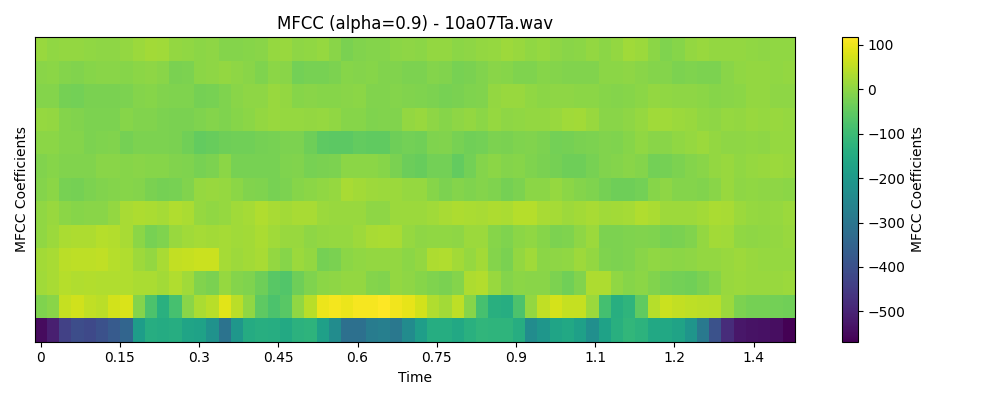 MFCC (alpha=0.9) - 10a07Ta.wav
MFCC Coefficients
0 0.15 0.3 0.45 0.6 0.75 0.9 1.1 1.2 1.4
Time
100
0
−100
−200
−300
−400
−500
MFCC Coefficients